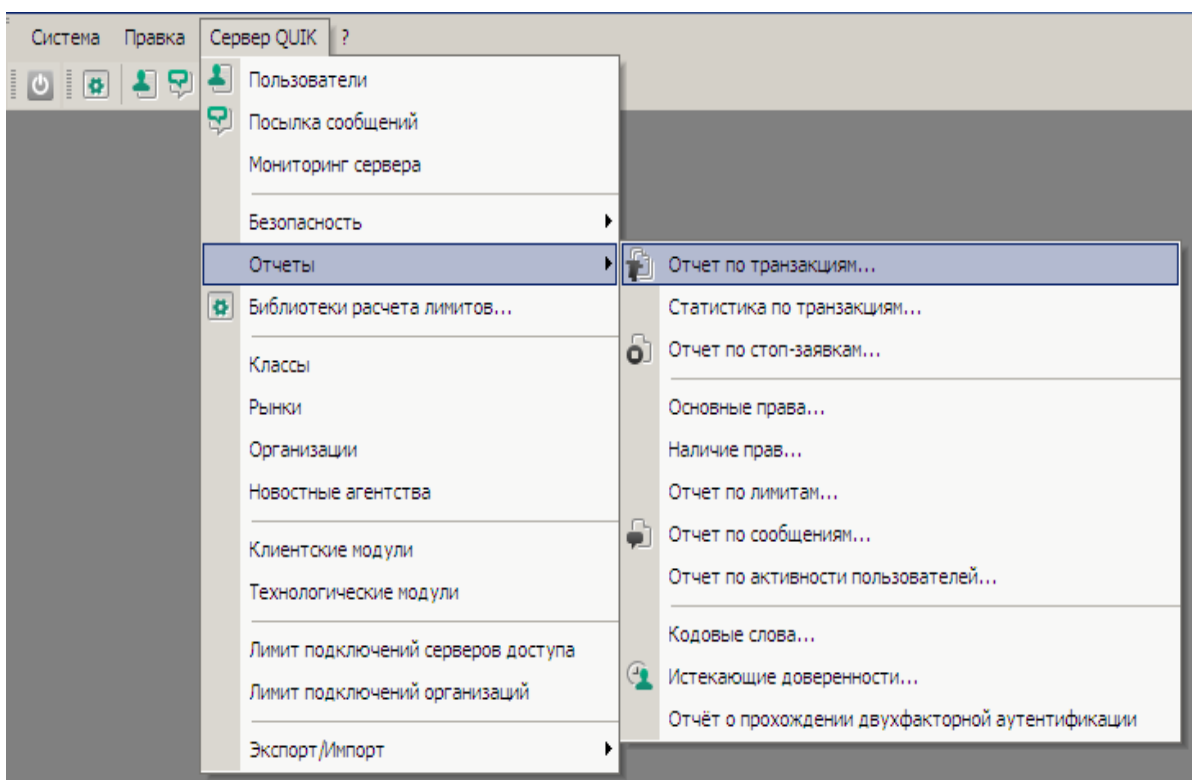 Система Правка Сервер QUIK ?
Пользователи
Посылка сообщений
Мониторинг сервера
Безопасность
Отчеты
Библиотеки расчета лимитов...
Классы
Рынки
Организации
Новостные агентства
Клиентские модули
Технологические модули
Лимит подключений серверов доступа
Лимит подключений организаций
Экспорт/Импорт
Отчет по транзакциям...
Статистика по транзакциям...
Отчет по стоп-заявкам...
Основные права...
Наличие прав...
Отчет по лимитам...
Отчет по сообщениям...
Отчет по активности пользователей...
Кодовые слова...
Истекающие доверенности...
Отчёт о прохождении двухфакторной аутентификации